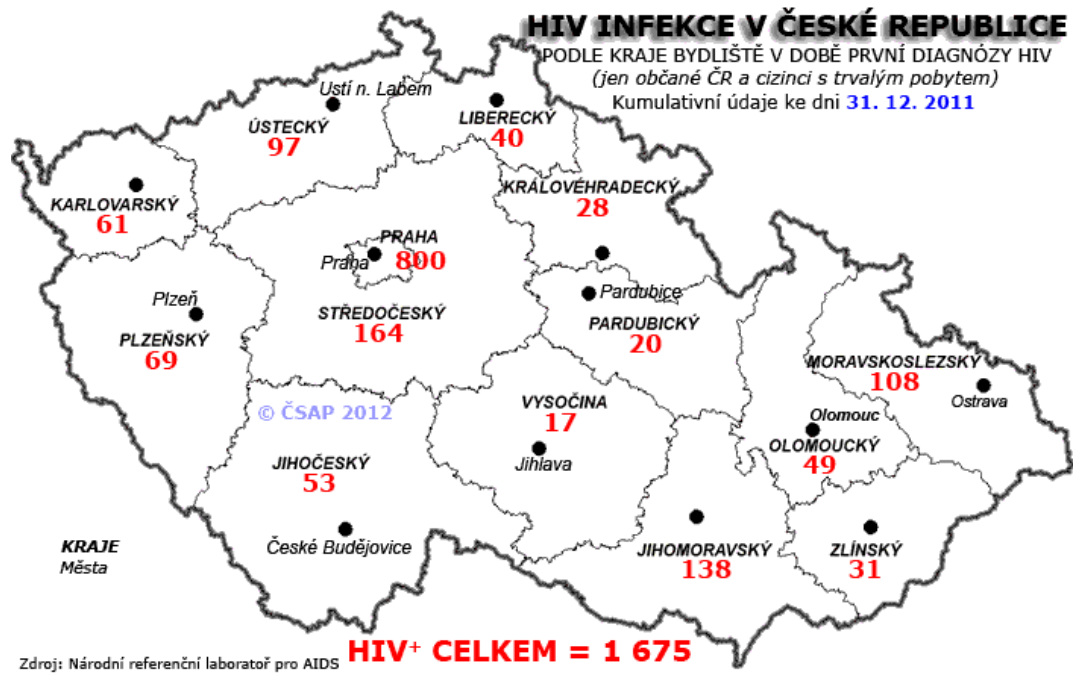 HIV INFEKCE V ČESKÉ REPUBLICE
PODLE KRAJE BYDLIŠTĚ V DOBĚ PRVNÍ DIAGNÓZY HIV
(jen občané ČR a cizinci s trvalým pobytem)
Kumulativní údaje ke dni 31. 12. 2011
Ústí n. Labem
ÚSTECKÝ
97
LIBERECKÝ
40
KARLOVARSKÝ
61
KRÁLOVÉHRADECKÝ
28
PRAHA
Praha 800
STŘEDOČESKÝ
164
Plzeň
PLZEŇSKÝ
69
Pardubice
PARDUBICKÝ
20
MORAVSKOSLEZSKÝ
108
Ostrava
© ČSAP 2012
VYSOČINA
17
Jihlava
Olomouc
OLOMOUCKÝ
49
JIHOČESKÝ
53
České Budějovice
JIHOMORAVSKÝ
138
ZLÍNSKÝ
31
KRAJE
Města
Zdroj: Národní referenční laboratoř pro AIDS
HIV⁺ CELKEM = 1 675